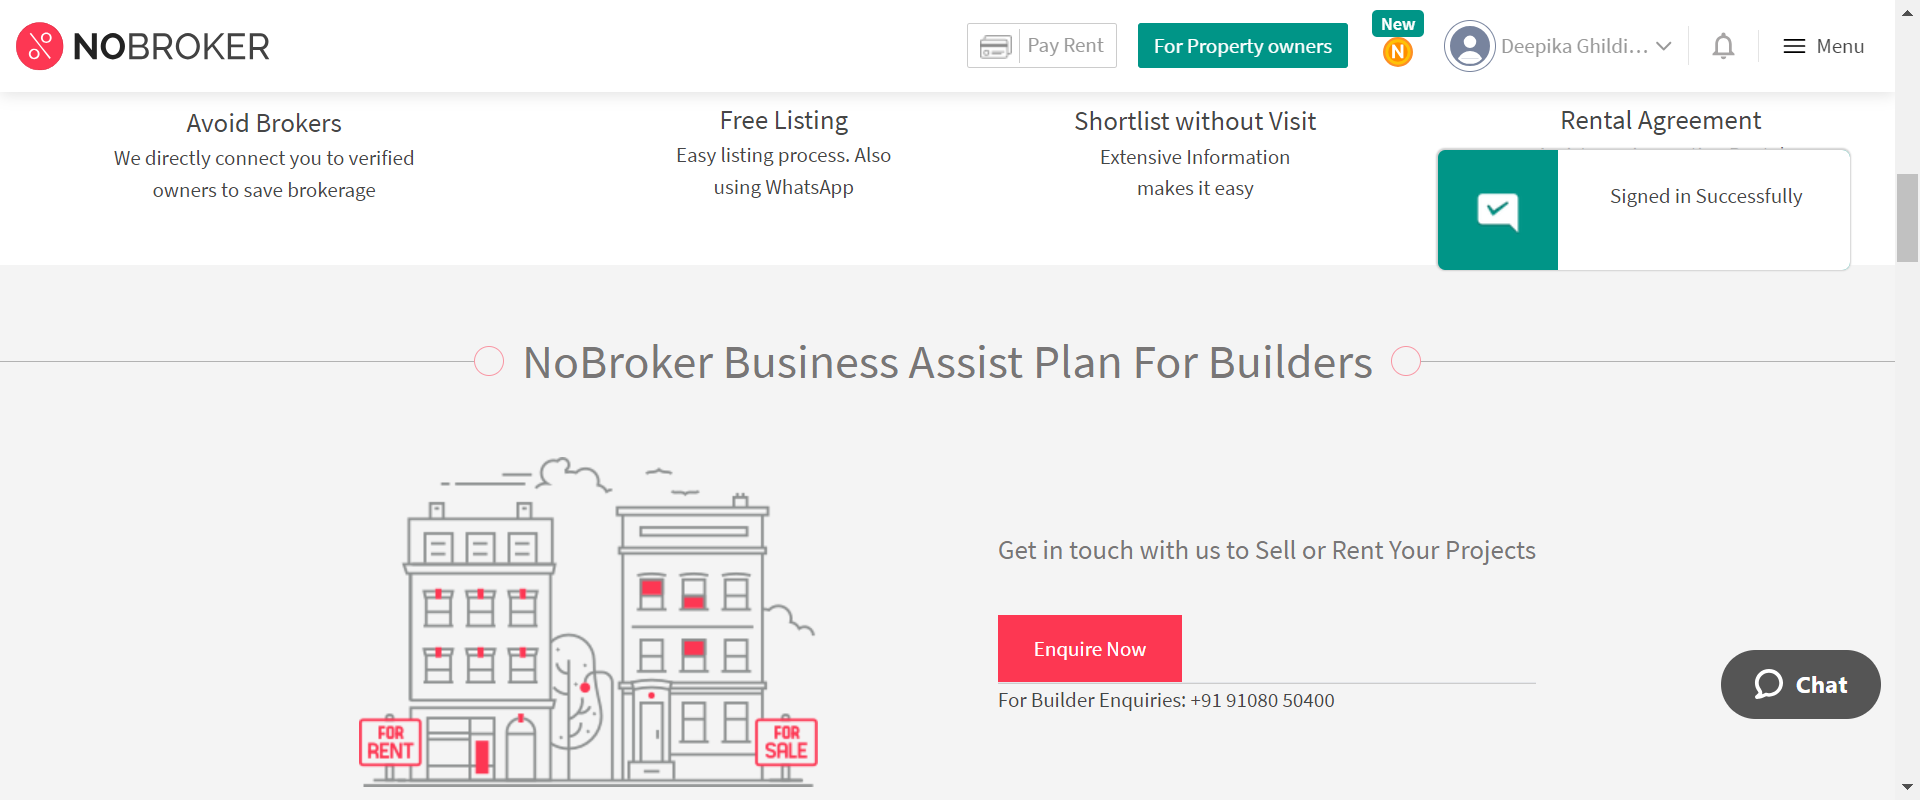 NOBROKER
Pay Rent
For Property owners
New
N
Deepika Ghildi...
Menu
Avoid Brokers
We directly connect you to verified
owners to save brokerage
Free Listing
Easy listing process. Also
using WhatsApp
Shortlist without Visit
Extensive Information
makes it easy
Rental Agreement
Signed in Successfully
NoBroker Business Assist Plan For Builders
Get in touch with us to Sell or Rent Your Projects
Enquire Now
For Builder Enquiries: +91 91080 50400
Chat
FOR
RENT
FOR
SALE